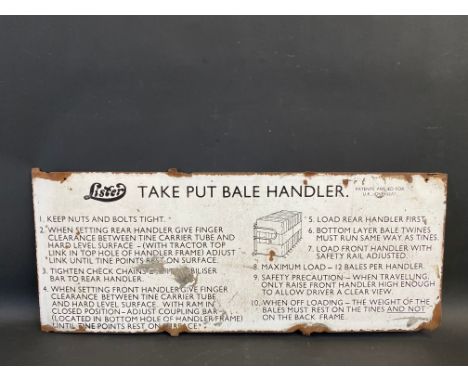 Lister TAKE PUT BALE HANDLER. PATENTS APPLIED FOR
U.K. - OVERSEAS
1. KEEP NUTS AND BOLTS TIGHT.
2. WHEN SETTING REAR HANDLER GIVE FINGER
CLEARANCE BETWEEN TINE CARRIER TUBE AND
HARD LEVEL SURFACE - (WITH TRACTOR TOP
LINK IN TOP HOLE OF HANDLER FRAME) ADJUST
LINK UNTIL TINE POINTS REST ON SURFACE.
3. TIGHTEN CHECK CHAINS BILISER
BAR TO REAR HANDLER.
4. WHEN SETTING FRONT HANDLER GIVE FINGER
CLEARANCE BETWEEN TINE CARRIER TUBE
AND HARD LEVEL SURFACE. WITH RAM IN
CLOSED POSITION - ADJUST COUPLING BAR
(LOCATED IN BOTTOM HOLE OF HANDLER FRAME)
UNTIL TINE POINTS REST ON SURFACE.
5. LOAD REAR HANDLER FIRST.
6. BOTTOM LAYER BALE TWINES
MUST RUN SAME WAY AS TINES.
7. LOAD FRONT HANDLER WITH
SAFETY RAIL ADJUSTED.
8. MAXIMUM LOAD - 12 BALES PER HANDLER.
9. SAFETY PRECAUTION - WHEN TRAVELLING,
ONLY RAISE FRONT HANDLER HIGH ENOUGH
TO ALLOW DRIVER A CLEAR VIEW.
10. WHEN OFF LOADING - THE WEIGHT OF THE
BALES MUST REST ON THE TINES AND NOT
ON THE BACK FRAME.